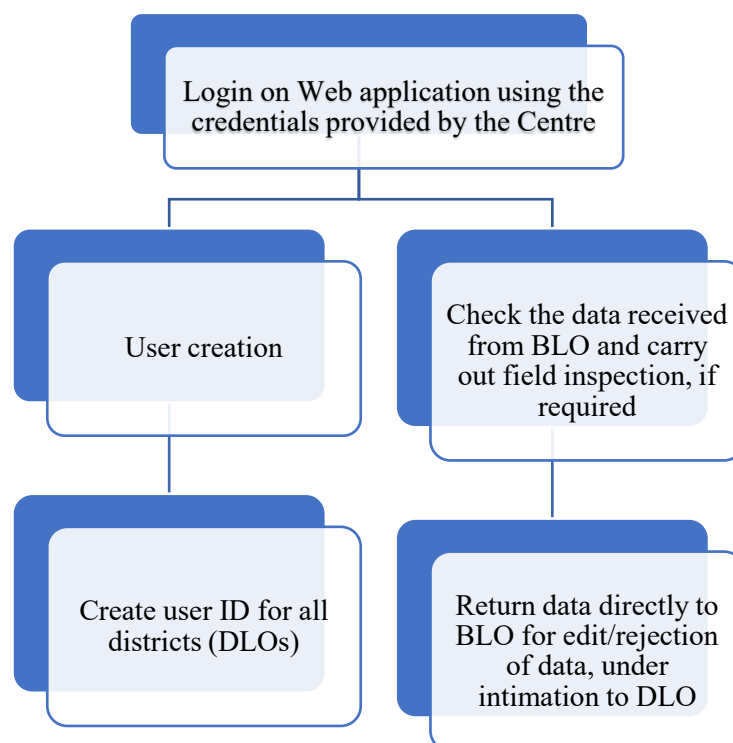 Login on Web application using the
credentials provided by the Centre
User creation
Check the data received
from BLO and carry
out field inspection, if
required
Create user ID for all
districts (DLOs)
Return data directly to
BLO for edit/rejection
of data, under
intimation to DLO